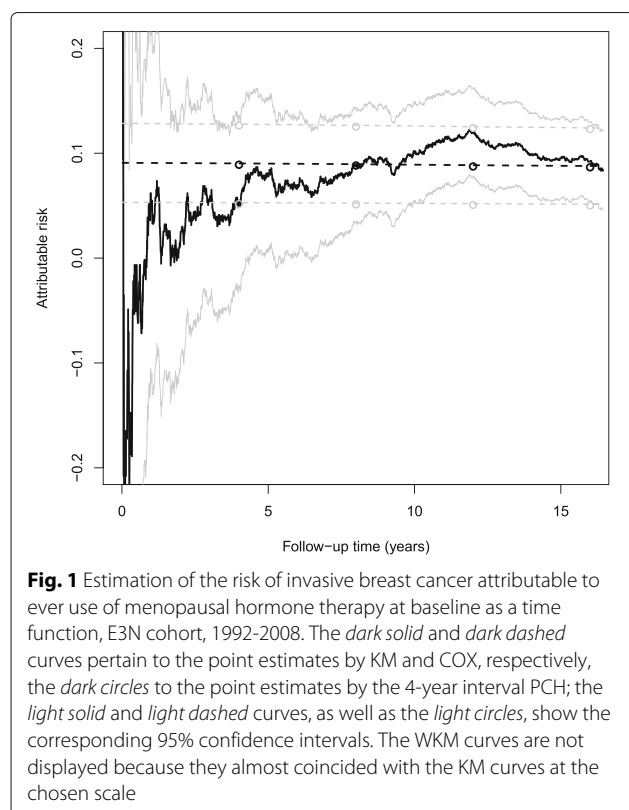 0.2
0.1
0.0
−0.1
−0.2
Attributable risk
0
5
10
15
Follow−up time (years)
Fig. 1 Estimation of the risk of invasive breast cancer attributable to
ever use of menopausal hormone therapy at baseline as a time
function, E3N cohort, 1992-2008. The dark solid and dark dashed
curves pertain to the point estimates by KM and COX, respectively,
the dark circles to the point estimates by the 4-year interval PCH; the
light solid and light dashed curves, as well as the light circles, show the
corresponding 95% confidence intervals. The WKM curves are not
displayed because they almost coincided with the KM curves at the
chosen scale